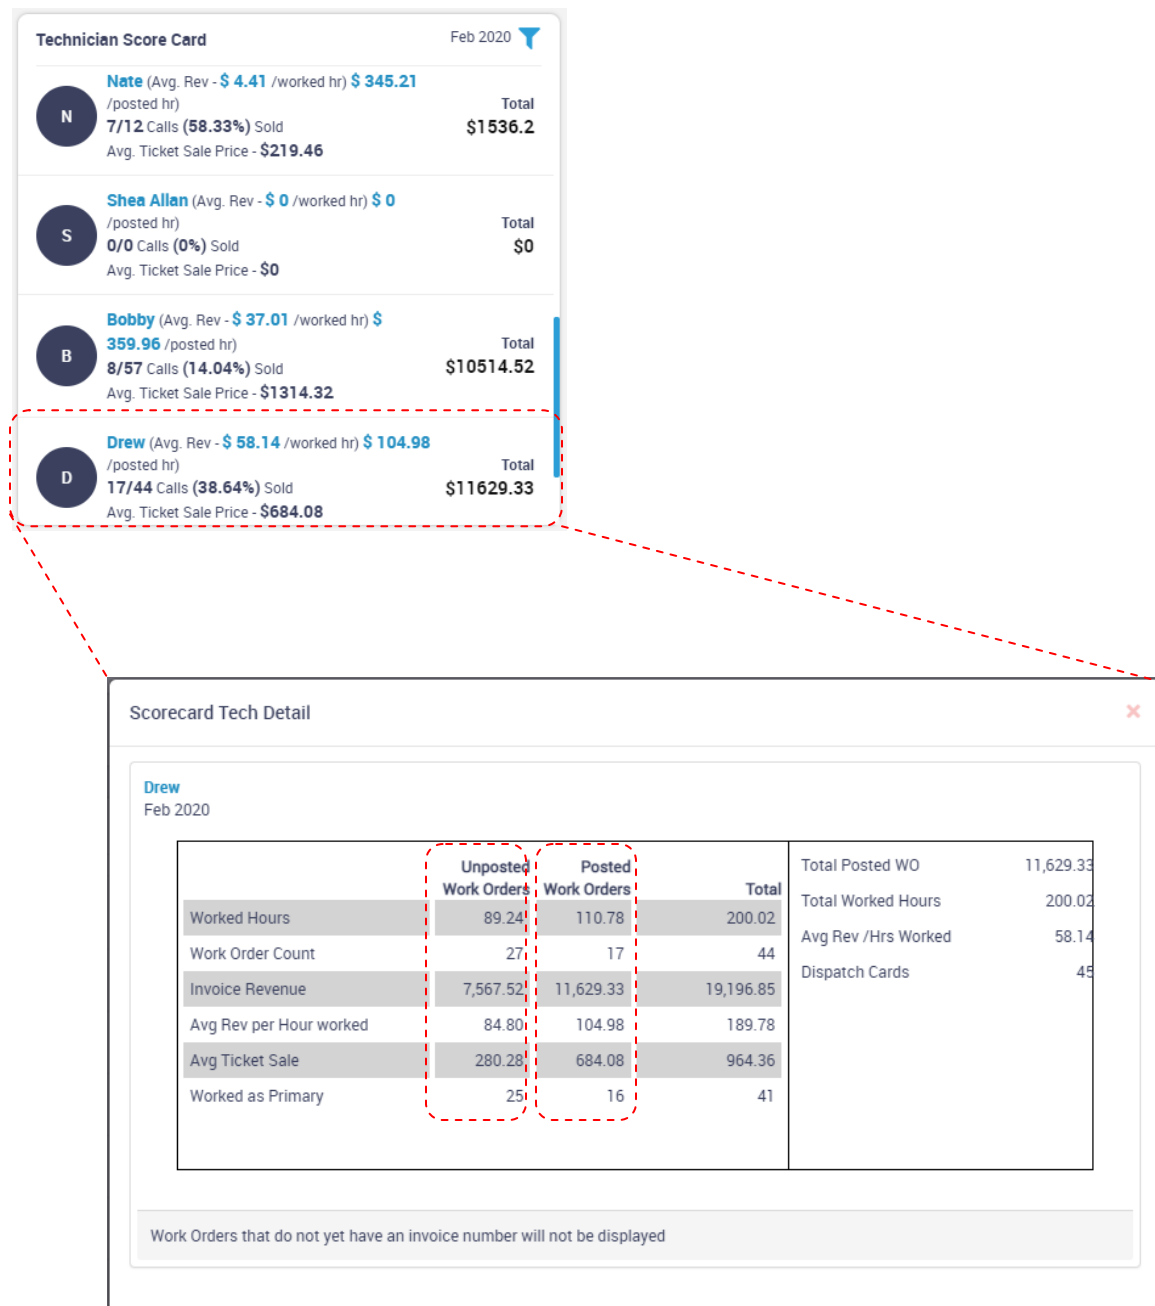 Technician Score Card Feb 2020
N
Nate (Avg. Rev - $ 4.41 /worked hr) $ 345.21
/posted hr)
7/12 Calls (58.33%) Sold
Avg. Ticket Sale Price - $219.46
Total
$1536.2
S
Shea Allan (Avg. Rev - $ 0 /worked hr) $ 0
/posted hr)
0/0 Calls (0%) Sold
Avg. Ticket Sale Price - $0
Total
$0
B
Bobby (Avg. Rev - $ 37.01 /worked hr) $
359.96 /posted hr)
8/57 Calls (14.04%) Sold
Avg. Ticket Sale Price - $1314.32
Total
$10514.52
D
Drew (Avg. Rev - $ 58.14 /worked hr) $ 104.98
/posted hr)
17/44 Calls (38.64%) Sold
Avg. Ticket Sale Price - $684.08
Total
$11629.33
Scorecard Tech Detail
Drew
Feb 2020
Unposted Posted
Work Orders Work Orders Total
Worked Hours 89.24 110.78 200.02
Work Order Count 27 17 44
Invoice Revenue 7,567.52 11,629.33 19,196.85
Avg Rev per Hour worked 84.80 104.98 189.78
Avg Ticket Sale 280.28 684.08 964.36
Worked as Primary 25 16 41
Total Posted WO 11,629.33
Total Worked Hours 200.02
Avg Rev /Hrs Worked 58.14
Dispatch Cards 45
Work Orders that do not yet have an invoice number will not be displayed